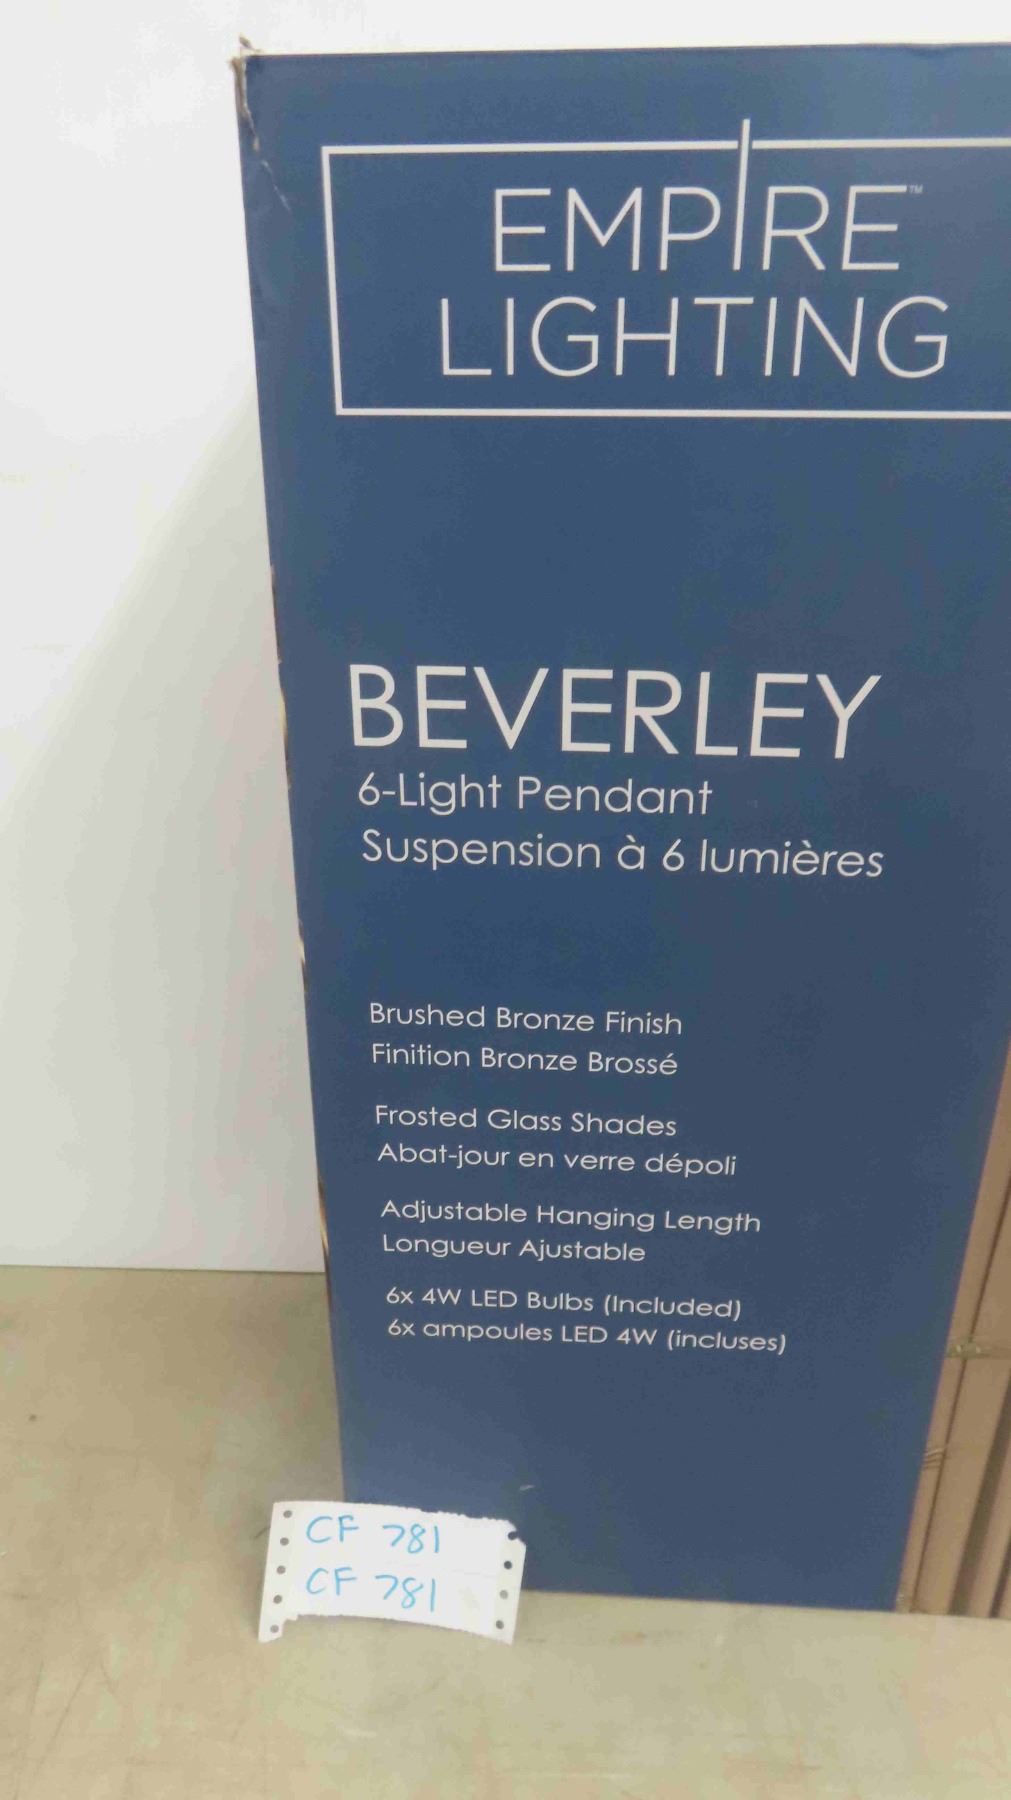 EMPIRE™
LIGHTING
BEVERLEY
6-Light Pendant
Suspension à 6 lumières
Brushed Bronze Finish
Finition Bronze Brossé
Frosted Glass Shades
Abat-jour en verre dépoli
Adjustable Hanging Length
Longueur Ajustable
6x 4W LED Bulbs (Included)
6x ampoules LED 4W (incluses)
CF 781
CF 781